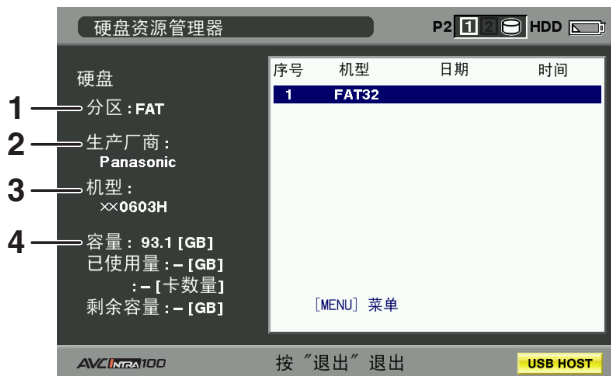 硬盘资源管理器
P2 1 2 HDD
硬盘
1 分区:FAT
2 生产厂商:
Panasonic
3 机型:
××0603H
4 容量: 93.1 [GB]
已使用量:– [GB]
:– [卡数量]
剩余容量:– [GB]
序号 机型 日期 时间
1 FAT32
[MENU] 菜单
AVC INTRA 100
按 "退出" 退出
USB HOST